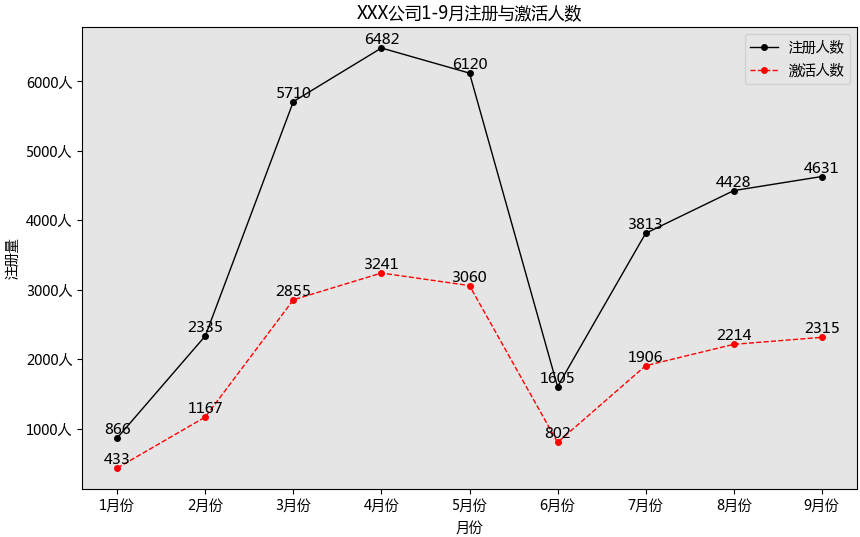 XXX公司1-9月注册与激活人数
注册人数
激活人数
注册量
6000人
5000人
4000人
3000人
2000人
1000人
866
2335
5710
6482
6120
1605
3813
4428
4631
433
1167
2855
3241
3060
802
1906
2214
2315
1月份 2月份 3月份 4月份 5月份 6月份 7月份 8月份 9月份
月份